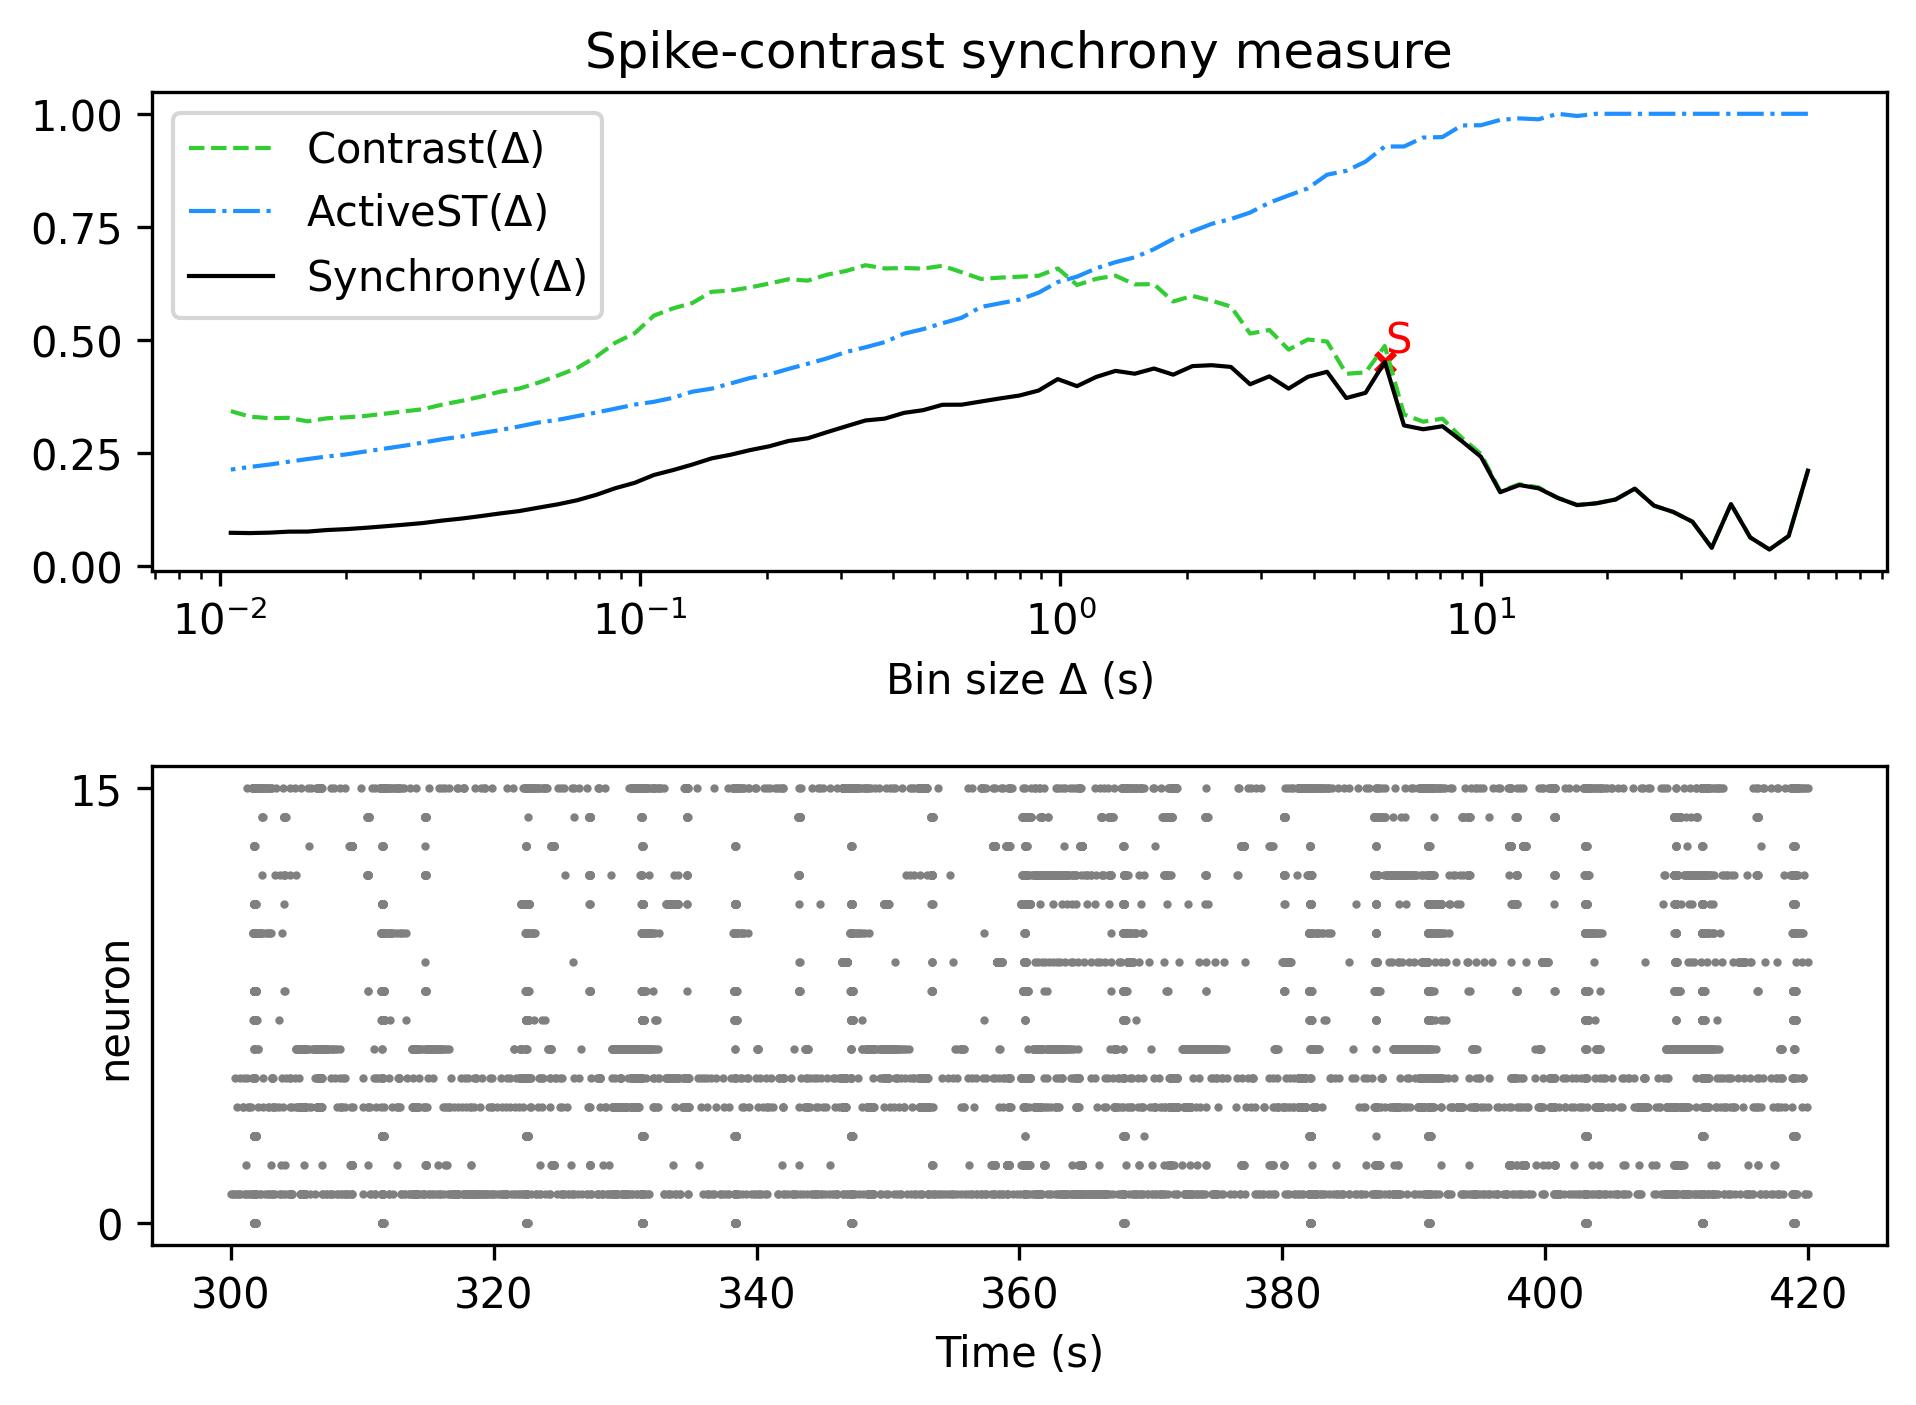 Spike-contrast synchrony measure
1.00
0.75
0.50
0.25
0.00
Contrast(Δ)
ActiveST(Δ)
Synchrony(Δ)
S
10⁻² 10⁻¹ 10⁰ 10¹
Bin size Δ (s)
15
0
neuron
300 320 340 360 380 400 420
Time (s)